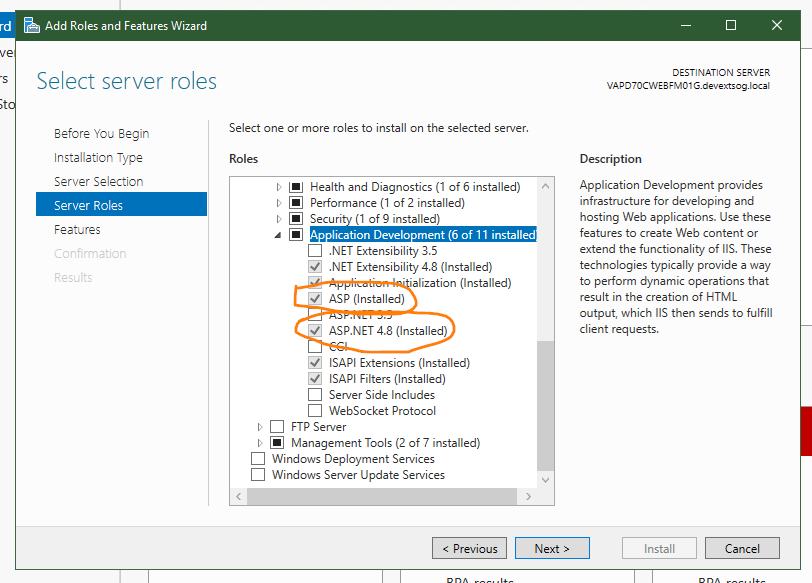 Add Roles and Features Wizard
Select server roles
DESTINATION SERVER
VAPD70CWEBFM01G.devextsog.local
Before You Begin
Installation Type
Server Selection
Server Roles
Features
Confirmation
Results
Select one or more roles to install on the selected server.
Roles
Health and Diagnostics (1 of 6 installed)
Performance (1 of 2 installed)
Security (1 of 9 installed)
Application Development (6 of 11 installed)
.NET Extensibility 3.5
.NET Extensibility 4.8 (Installed)
Application Initialization (Installed)
ASP (Installed)
ASP.NET 3.5
ASP.NET 4.8 (Installed)
CGI
ISAPI Extensions (Installed)
ISAPI Filters (Installed)
Server Side Includes
WebSocket Protocol
FTP Server
Management Tools (2 of 7 installed)
Windows Deployment Services
Windows Server Update Services
Description
Application Development provides
infrastructure for developing and
hosting Web applications. Use these
features to create Web content or
extend the functionality of IIS. These
technologies typically provide a way
to perform dynamic operations that
result in the creation of HTML
output, which IIS then sends to fulfill
client requests.
< Previous
Next >
Install
Cancel
BPA results
BPA results